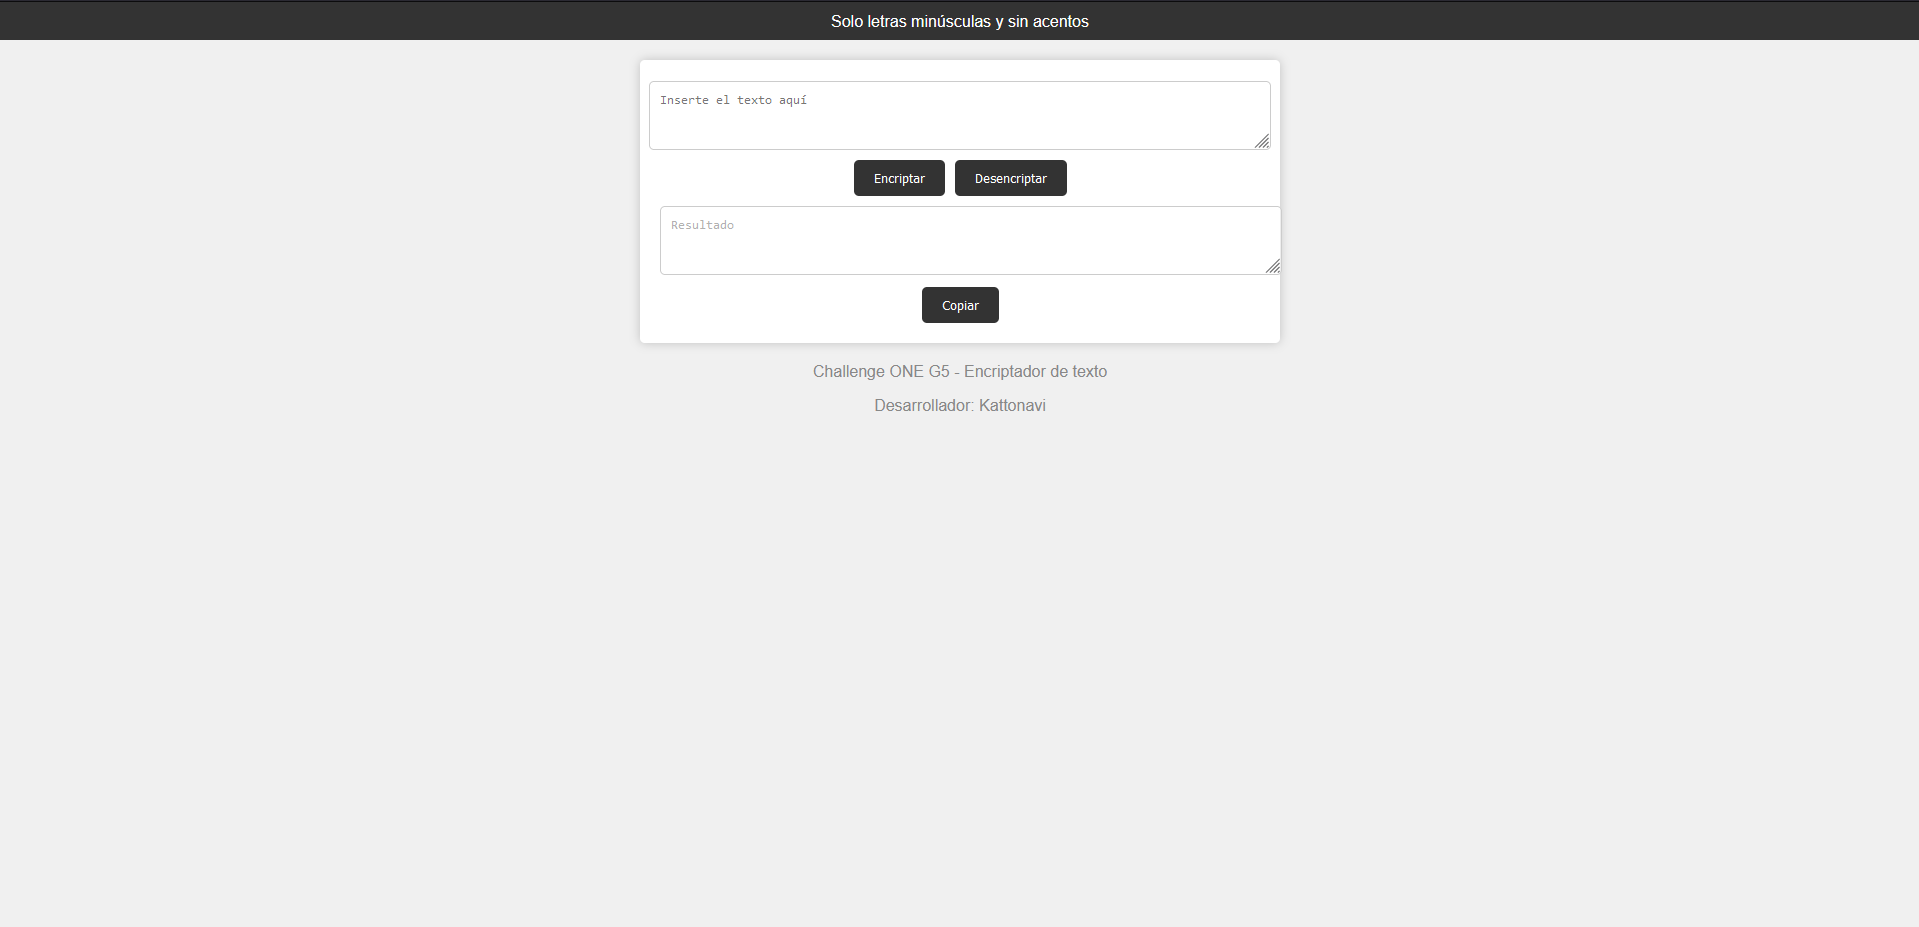 Solo letras minúsculas y sin acentos
Inserte el texto aquí
Encriptar Desencriptar
Resultado
Copiar
Challenge ONE G5 - Encriptador de texto
Desarrollador: Kattonavi